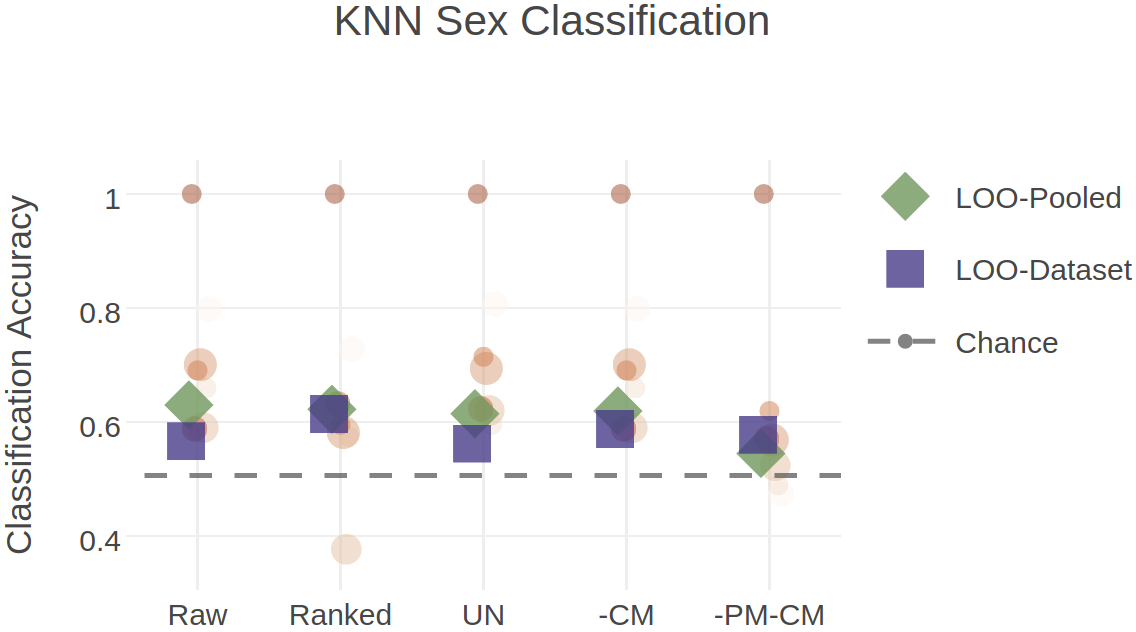 KNN Sex Classification
Classification Accuracy
1
0.8
0.6
0.4
Raw
Ranked
UN
-CM
-PM-CM
LOO-Pooled
LOO-Dataset
Chance